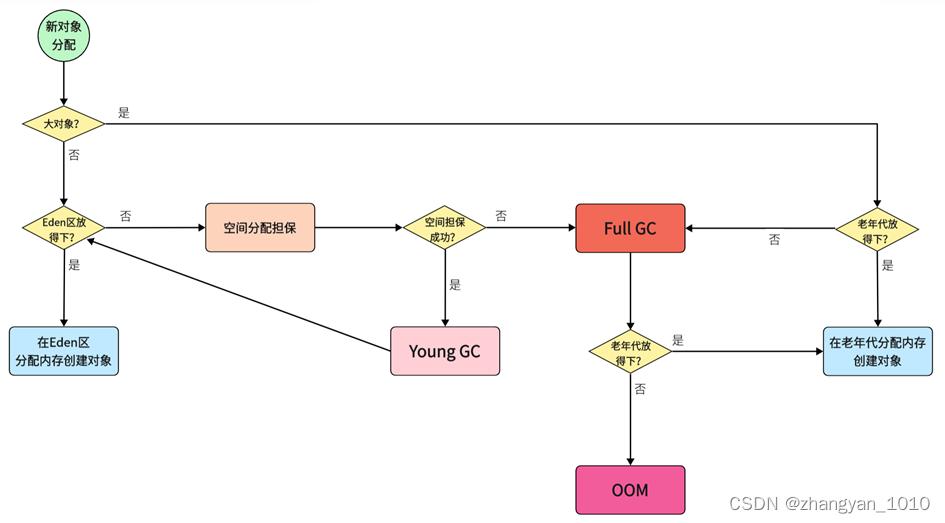 新对象
分配
是
大对象?
否
Eden区放
得下?
否
空间分配担保
空间担保
成功?
否
Full GC
否
老年代放
得下?
是
是
是
在Eden区
分配内存创建对象
Young GC
老年代放
得下?
是
在老年代分配内存
创建对象
否
OOM
CSDN @zhangyan_1010